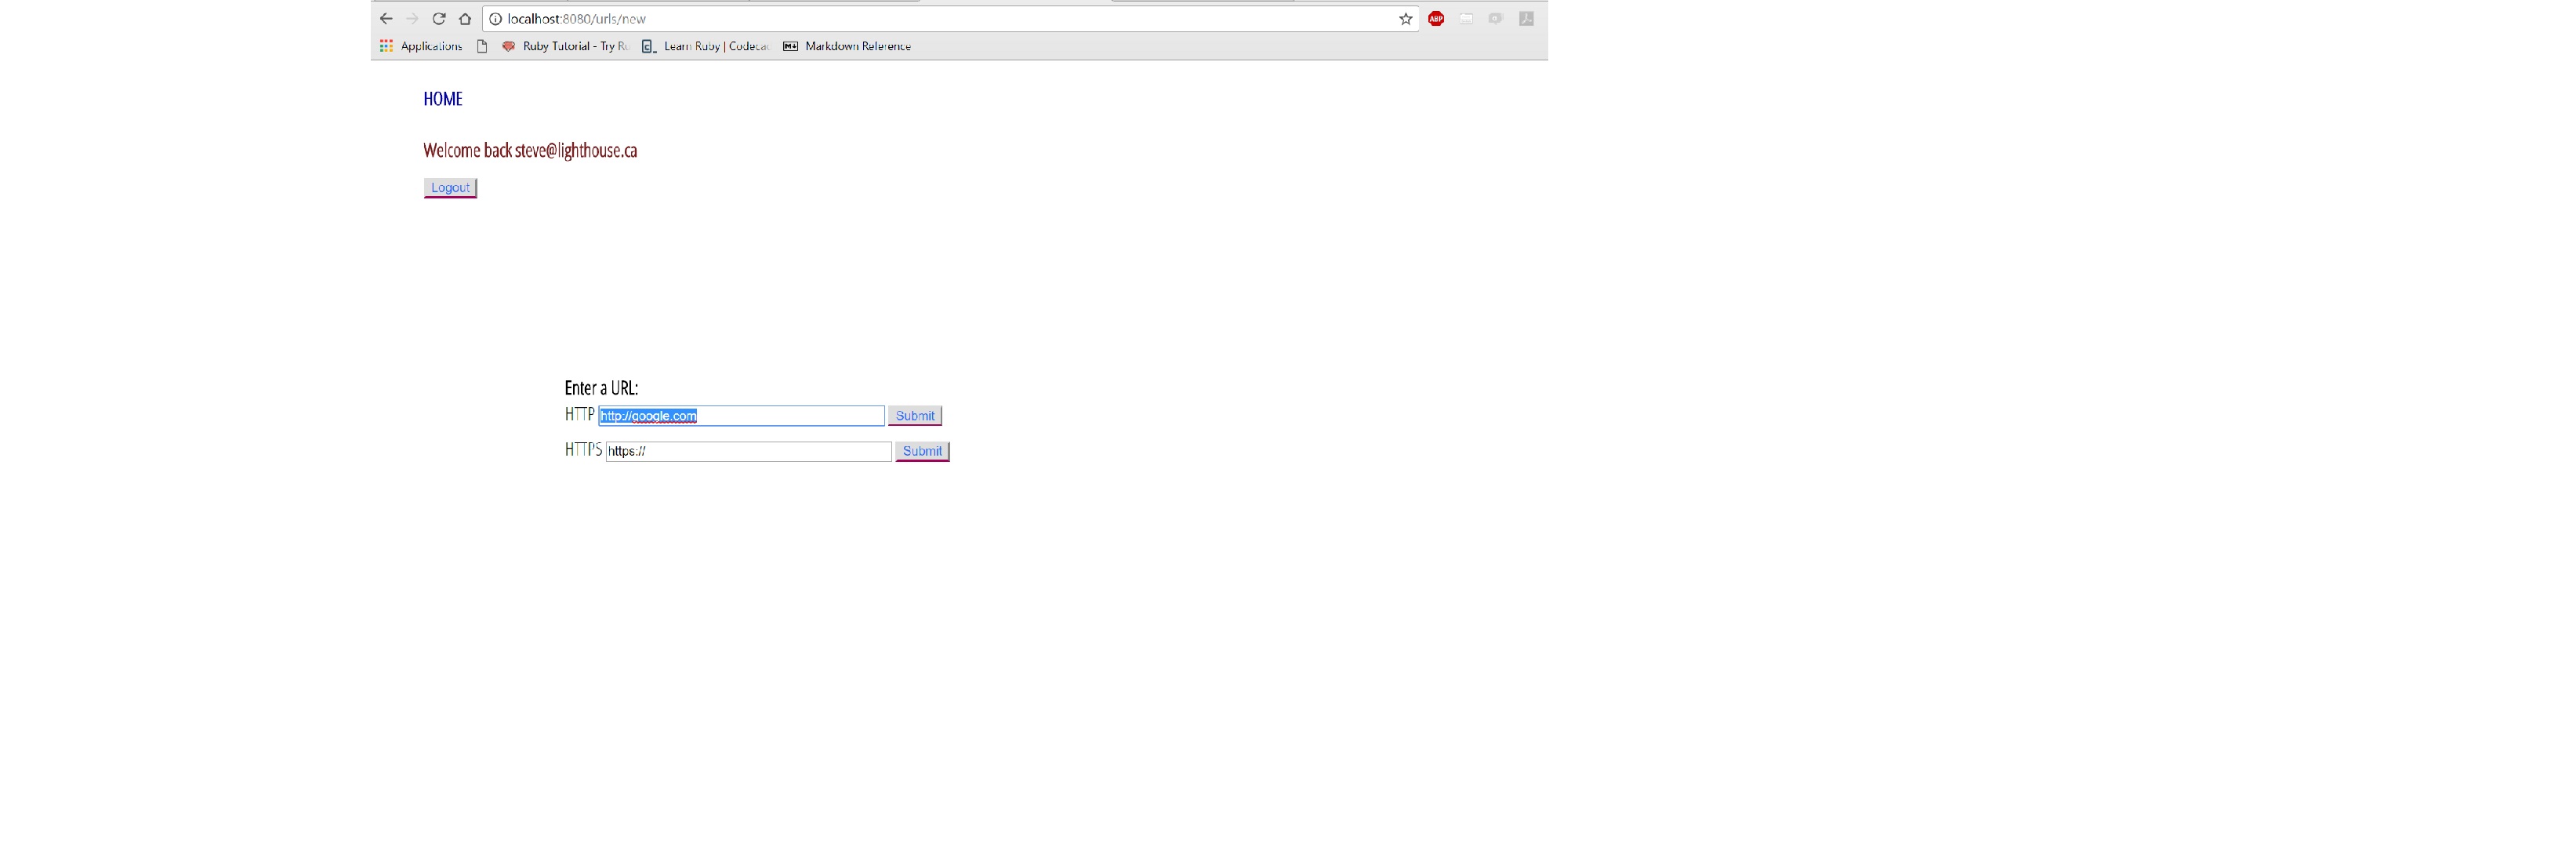 localhost:8080/urls/new
ABP
Applications Ruby Tutorial - Try Ru Learn Ruby | Codecac Markdown Reference
HOME
Welcome back steve@lighthouse.ca
Logout
Enter a URL:
HTTP http://google.com Submit
HTTPS https:// Submit